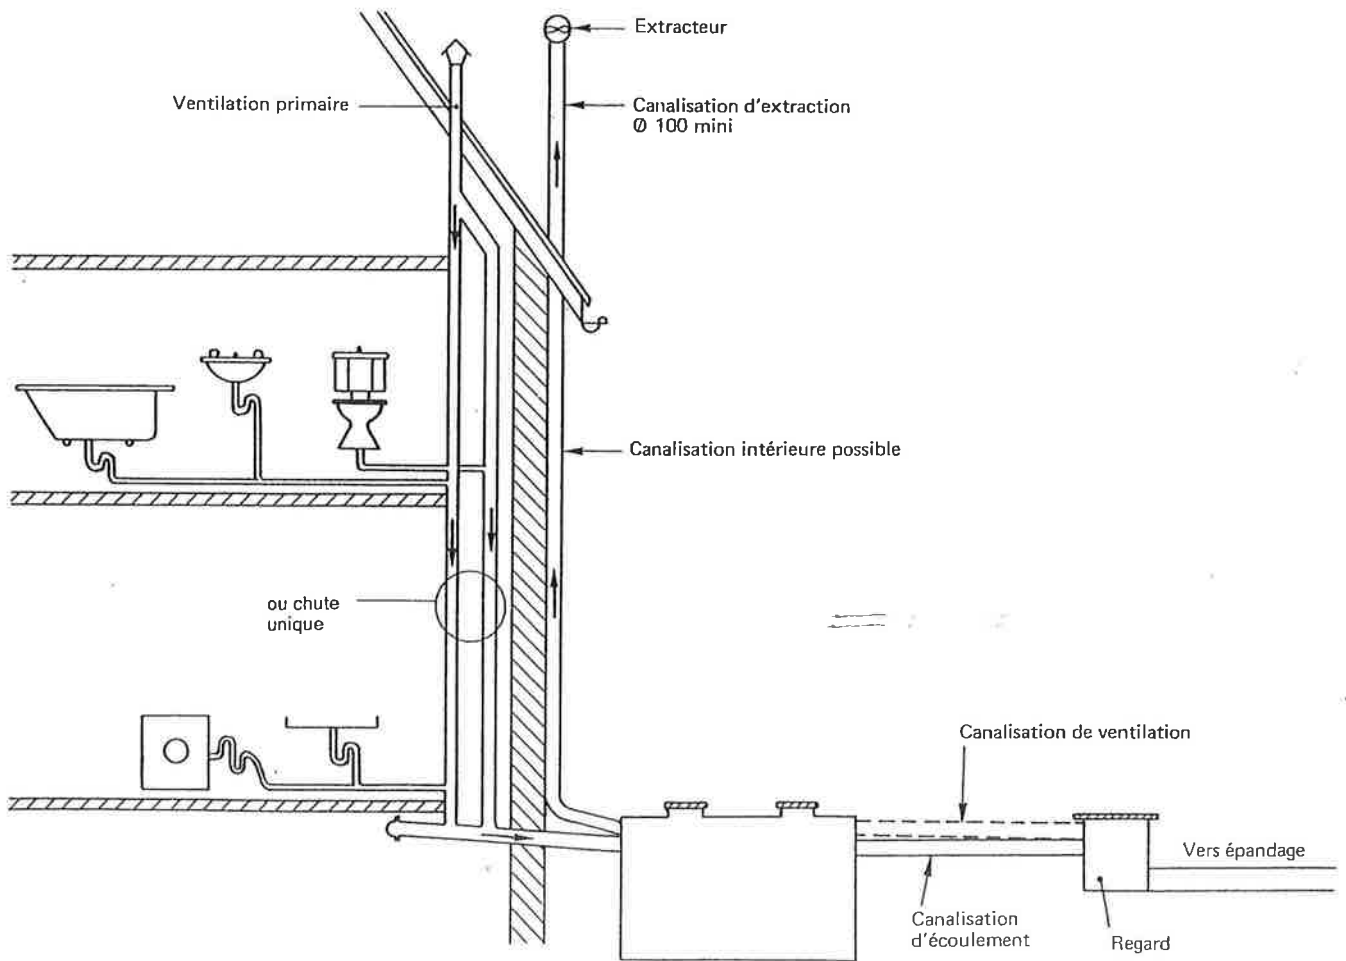 Extracteur
Ventilation primaire
Canalisation d'extraction
Ø 100 mini
Canalisation intérieure possible
ou chute
unique
Canalisation de ventilation
Vers épandage
Canalisation
d'écoulement
Regard